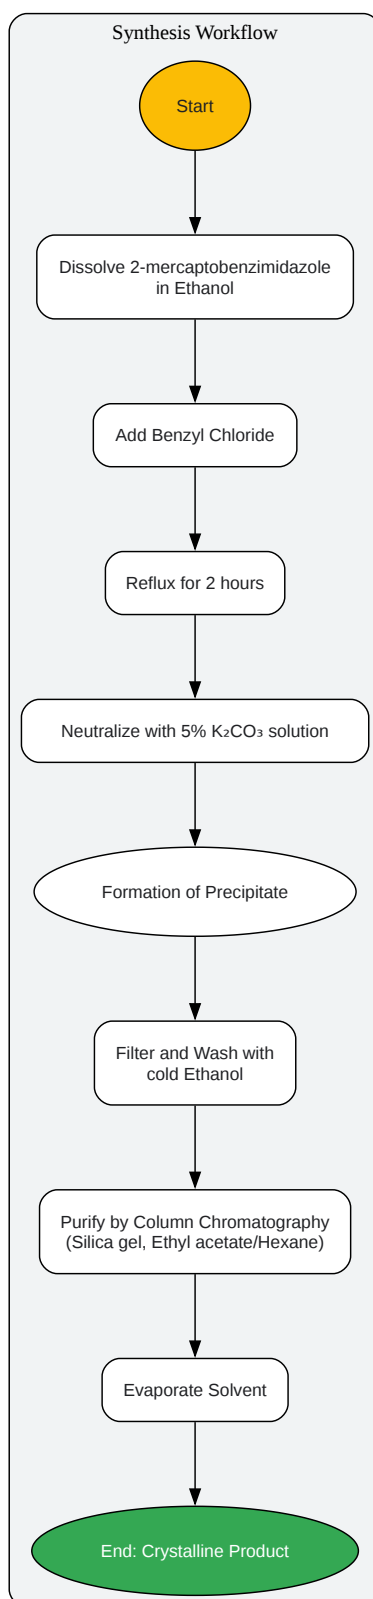 Synthesis Workflow
Start
Dissolve 2-mercaptobenzimidazole
in Ethanol
Add Benzyl Chloride
Reflux for 2 hours
Neutralize with 5% K₂CO₃ solution
Formation of Precipitate
Filter and Wash with
cold Ethanol
Purify by Column Chromatography
(Silica gel, Ethyl acetate/Hexane)
Evaporate Solvent
End: Crystalline Product